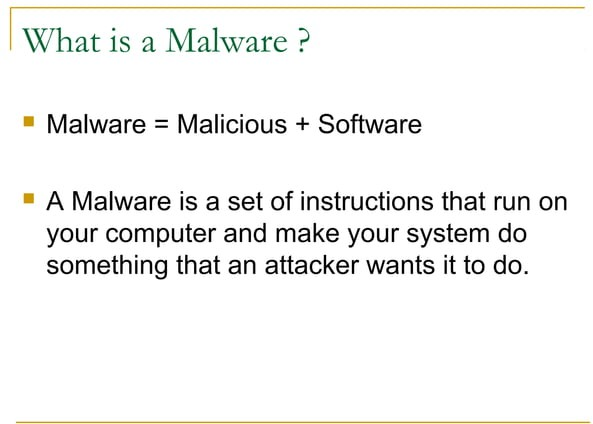 What is a Malware ?
Malware = Malicious + Software
A Malware is a set of instructions that run on
your computer and make your system do
something that an attacker wants it to do.